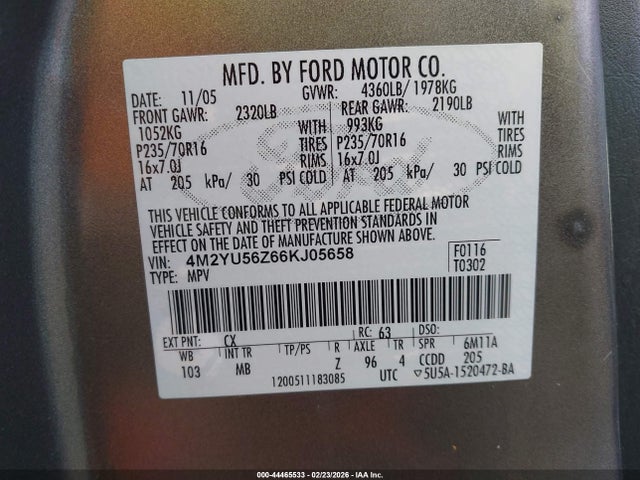 MFD. BY FORD MOTOR CO.
DATE: 11/05 GVWR: 4360LB/ 1978KG
FRONT GAWR: 2320LB REAR GAWR: 2190LB
1052KG WITH 993KG WITH
P235/70R16 TIRES P235/70R16 TIRES
16x7.0J RIMS 16x7.0J RIMS
AT 205 kPa/ 30 PSI COLD AT 205 kPa/ 30 PSI COLD
THIS VEHICLE CONFORMS TO ALL APPLICABLE FEDERAL MOTOR
VEHICLE SAFETY AND THEFT PREVENTION STANDARDS IN
EFFECT ON THE DATE OF MANUFACTURE SHOWN ABOVE.
VIN: 4M2YU56Z66KJ05658 F0116
TYPE: MPV T0302
EXT PNT: CX RC: 63 DSO:
WB INT TR TP/PS R AXLE TR SPR 6M11A
103 MB Z 96 4 CCDD 205
1200511183085 UTC ▽5U5A-1520472-BA
Ford
000-44465533 - 02/23/2026 - IAA Inc.